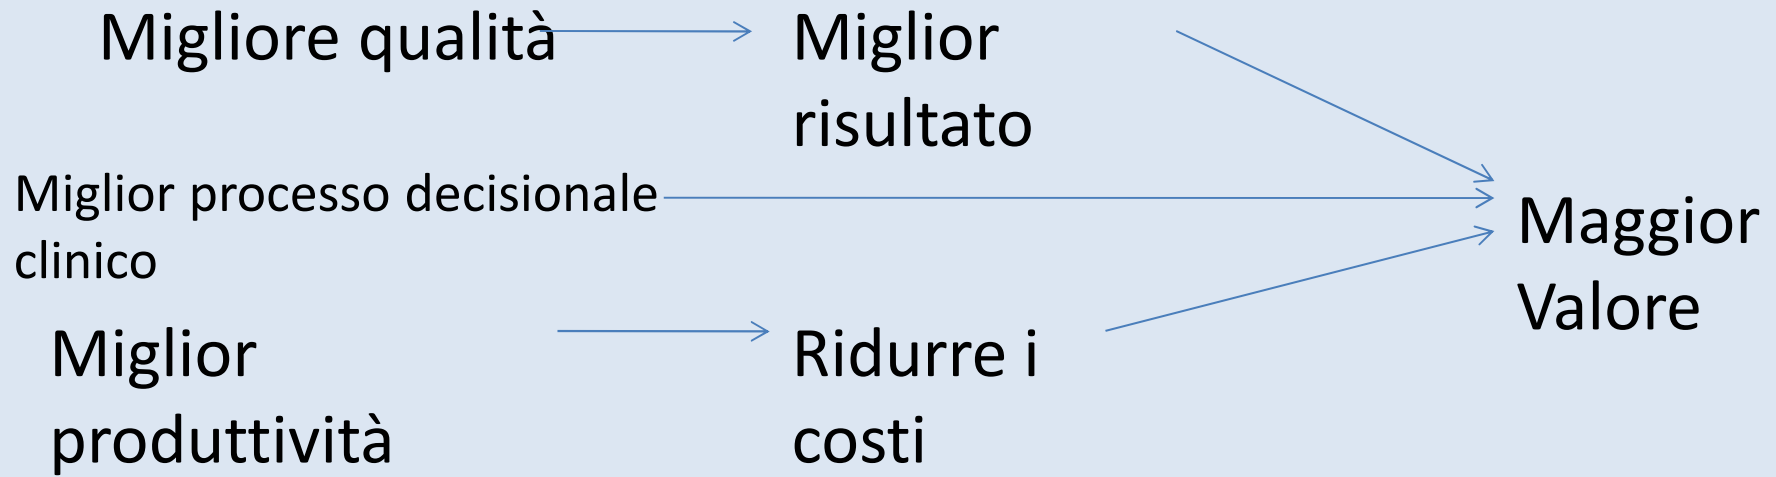 Migliore qualità
Miglior
risultato
Miglior processo decisionale
clinico
Maggior
Valore
Miglior
produttività
Ridurre i
costi